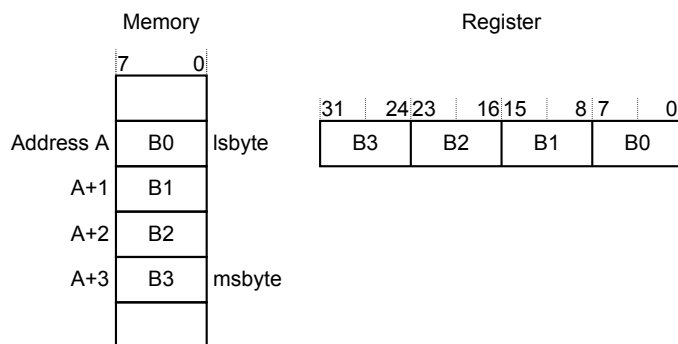 Memory Register
7 0
31 24 23 16 15 8 7 0
Address A B0 lsbyte B3 B2 B1 B0
A+1 B1
A+2 B2
A+3 B3 msbyte